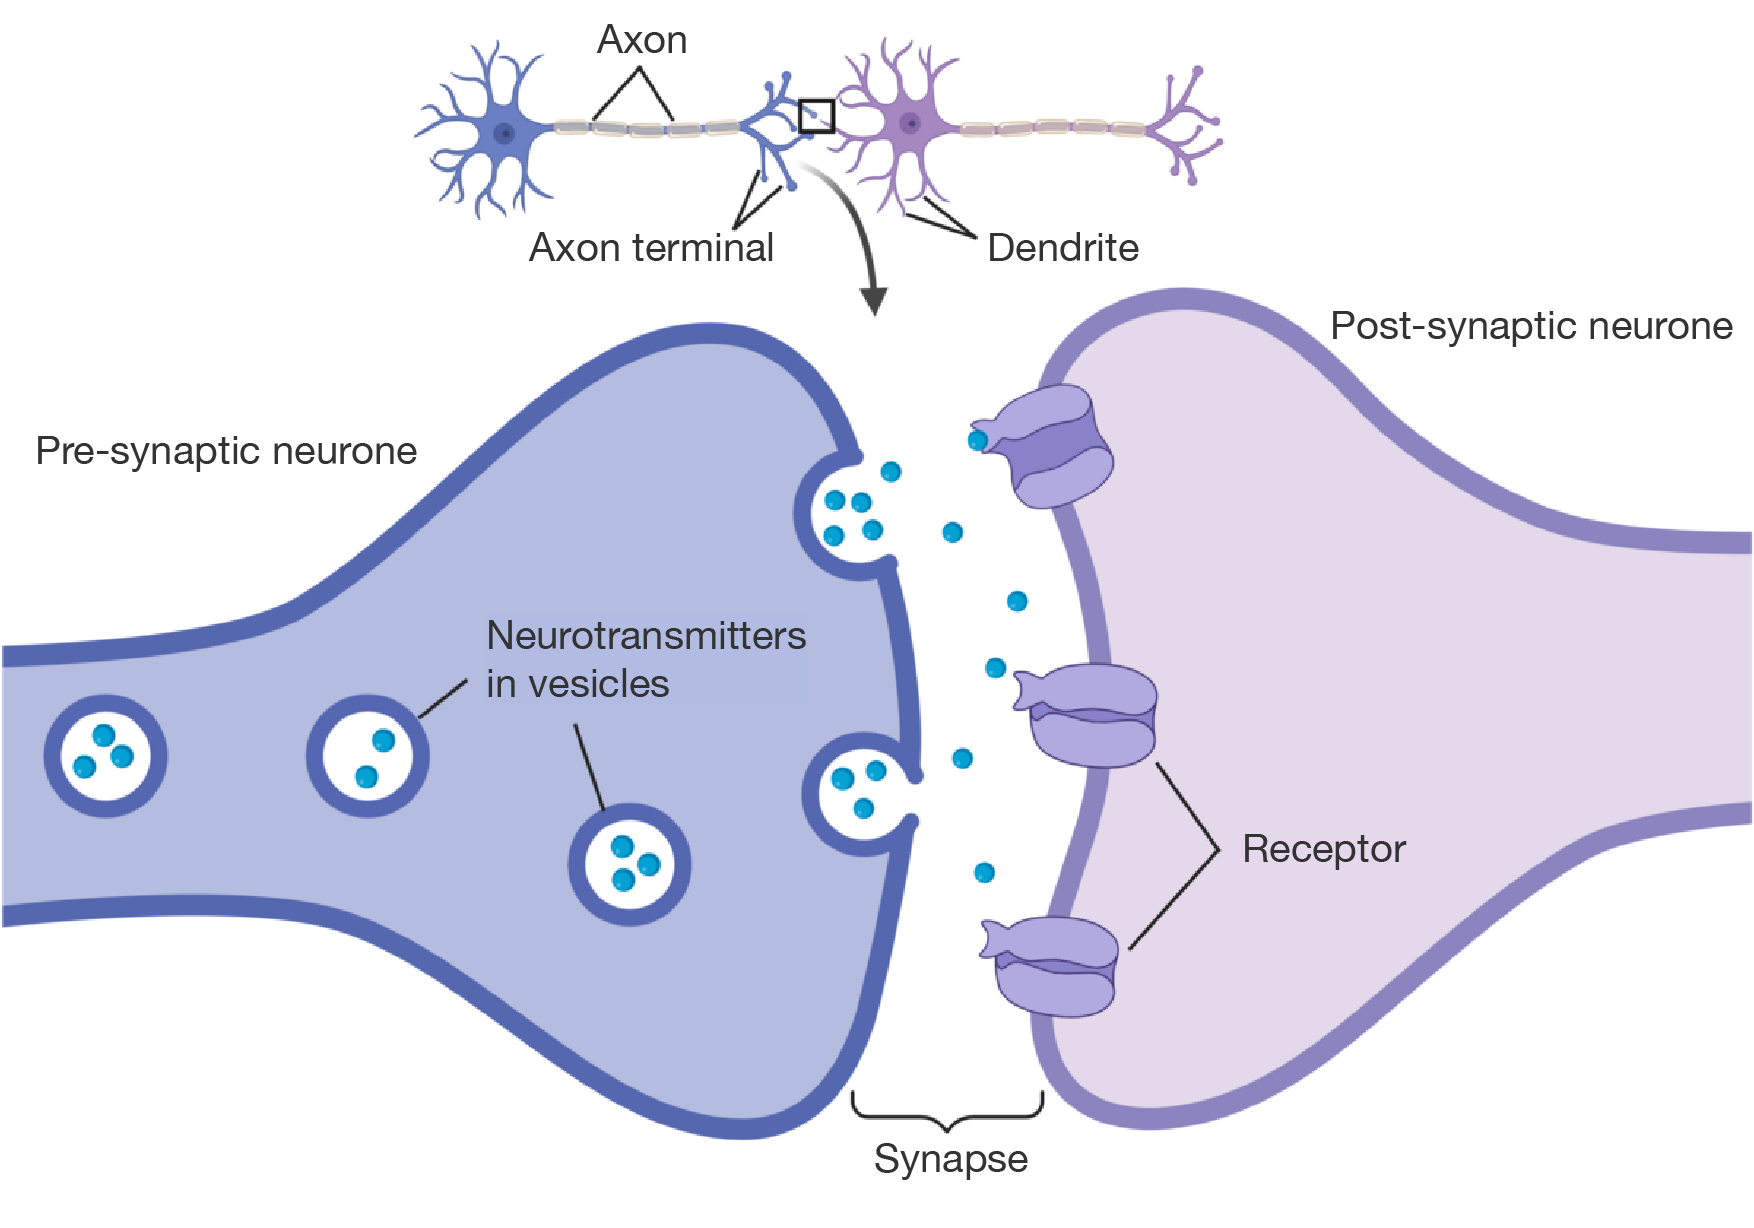 Axon
Axon terminal
Dendrite
Post-synaptic neurone
Pre-synaptic neurone
Neurotransmitters
in vesicles
Receptor
Synapse